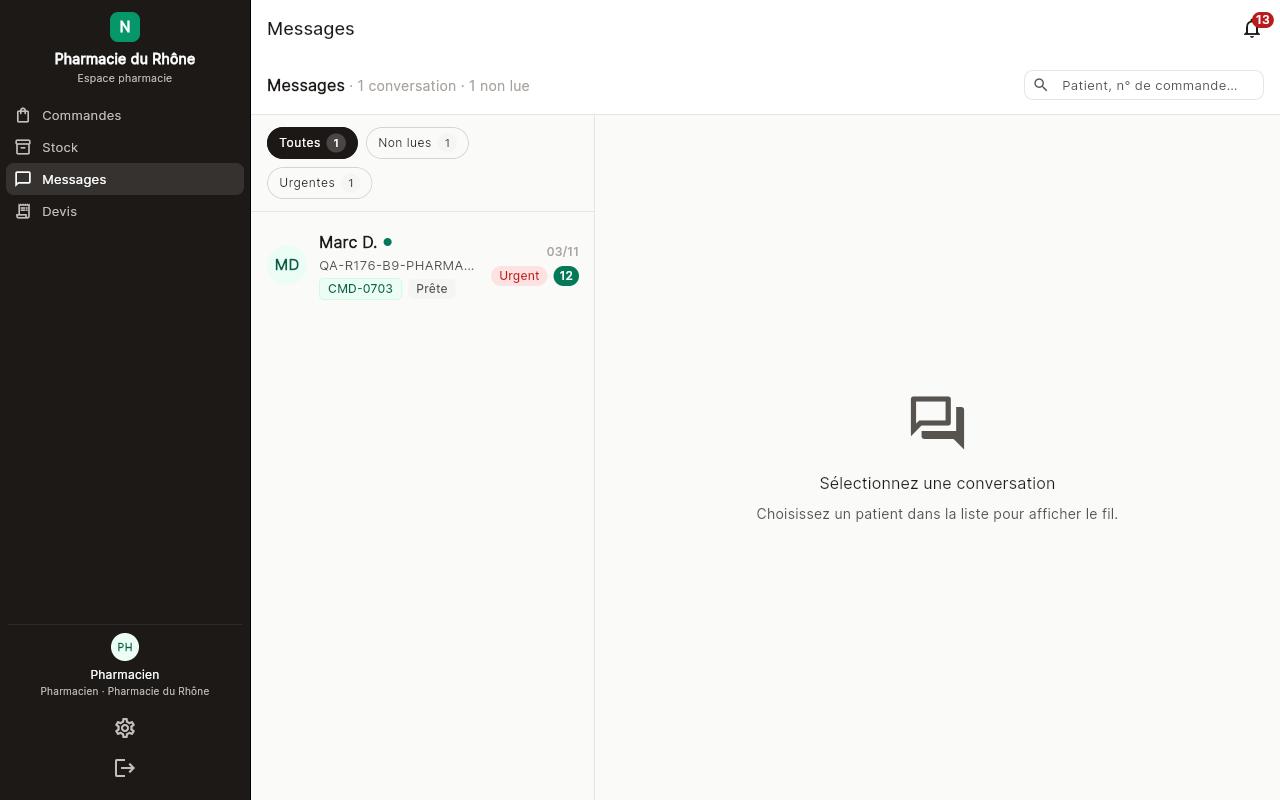 N
Pharmacie du Rhône
Espace pharmacie
Commandes
Stock
Messages
Devis
PH
Pharmacien
Pharmacien · Pharmacie du Rhône
Messages
13
Messages · 1 conversation · 1 non lue
Patient, n° de commande...
Toutes 1
Non lues 1
Urgentes 1
MD
Marc D.
03/11
QA-R176-B9-PHARMA...
Urgent 12
CMD-0703 Prête
Sélectionnez une conversation
Choisissez un patient dans la liste pour afficher le fil.